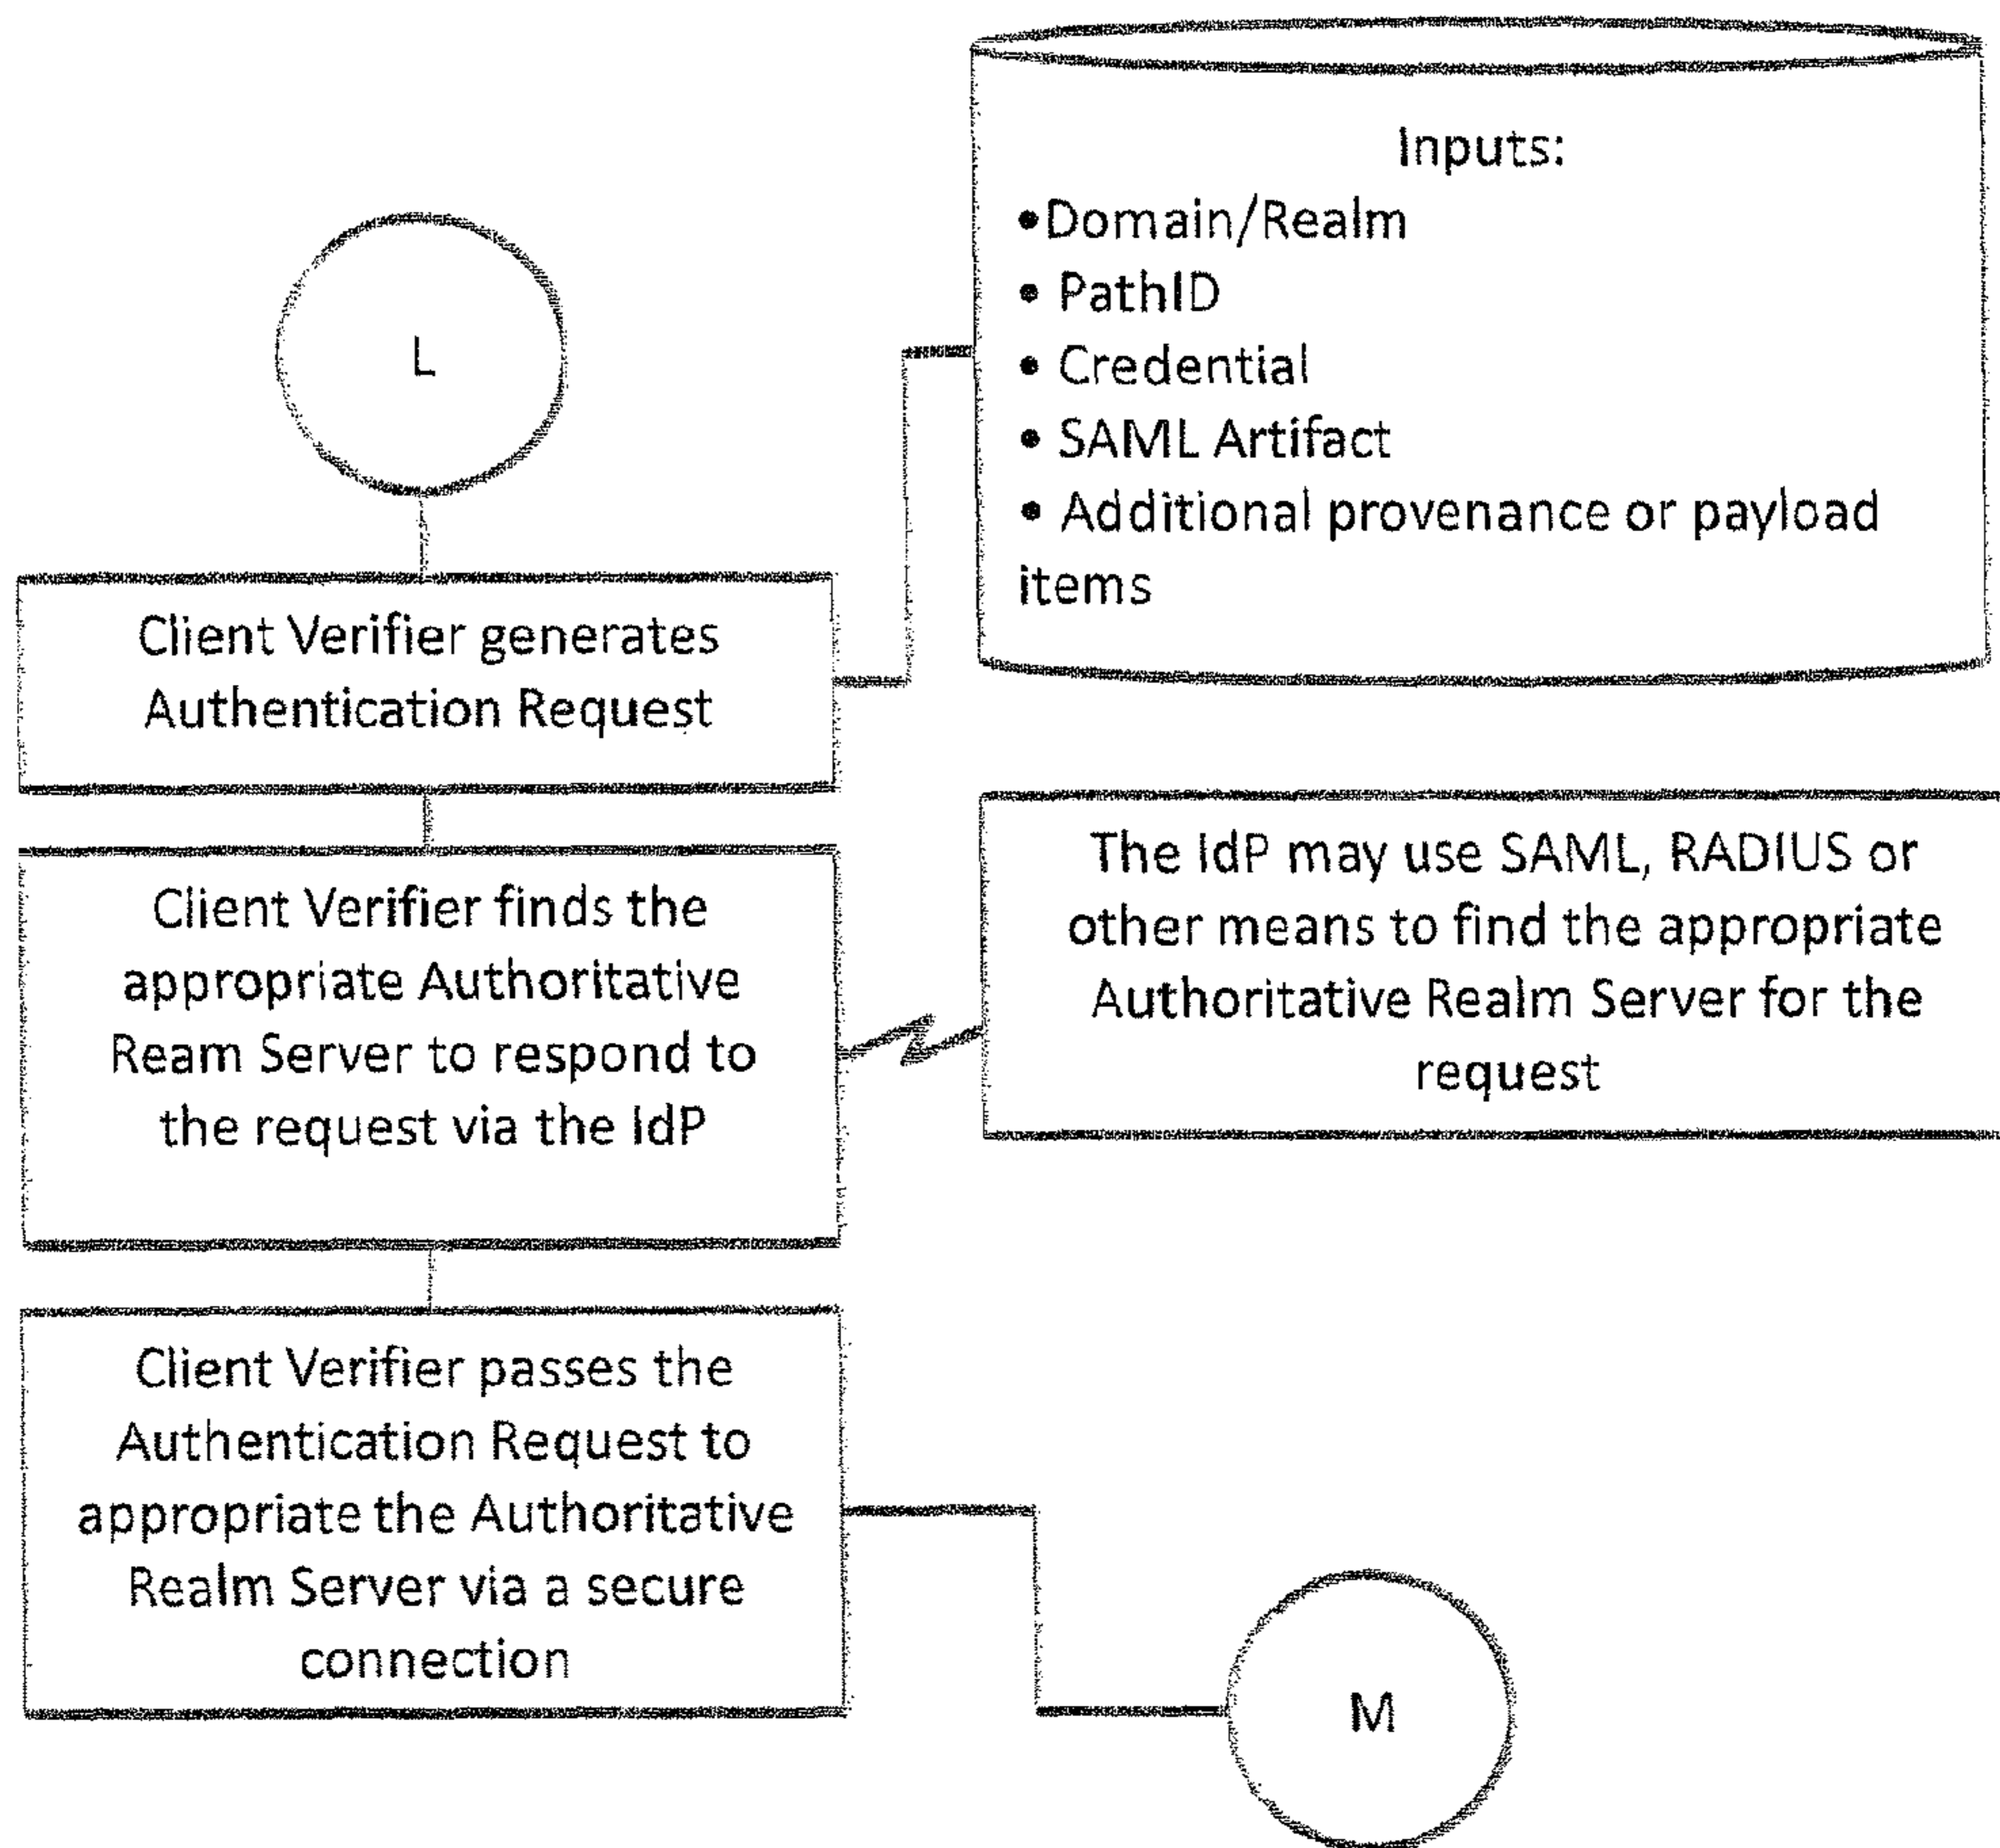 L
Inputs:
•Domain/Realm
• PathID
• Credential
• SAML Artifact
• Additional provenance or payload
items
Client Verifier generates
Authentication Request
Client Verifier finds the
appropriate Authoritative
Ream Server to respond to
the request via the IdP
The IdP may use SAML, RADIUS or
other means to find the appropriate
Authoritative Realm Server for the
request
Client Verifier passes the
Authentication Request to
appropriate the Authoritative
Realm Server via a secure
connection
M